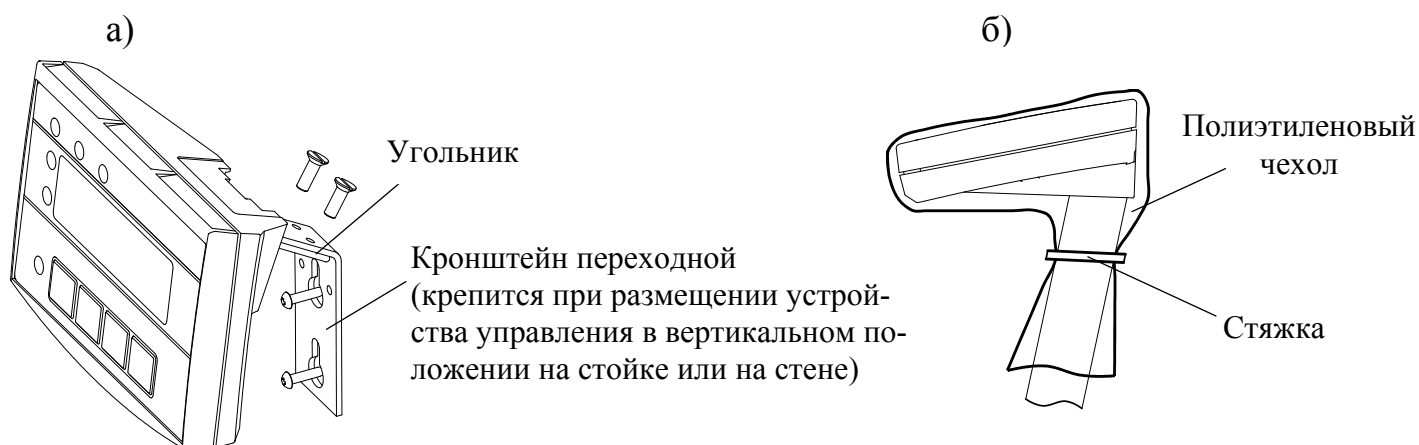 а)
б)
Угольник
Кронштейн переходной
(крепится при размещении устрой-
ства управления в вертикальном по-
ложении на стойке или на стене)
Полиэтиленовый
чехол
Стяжка